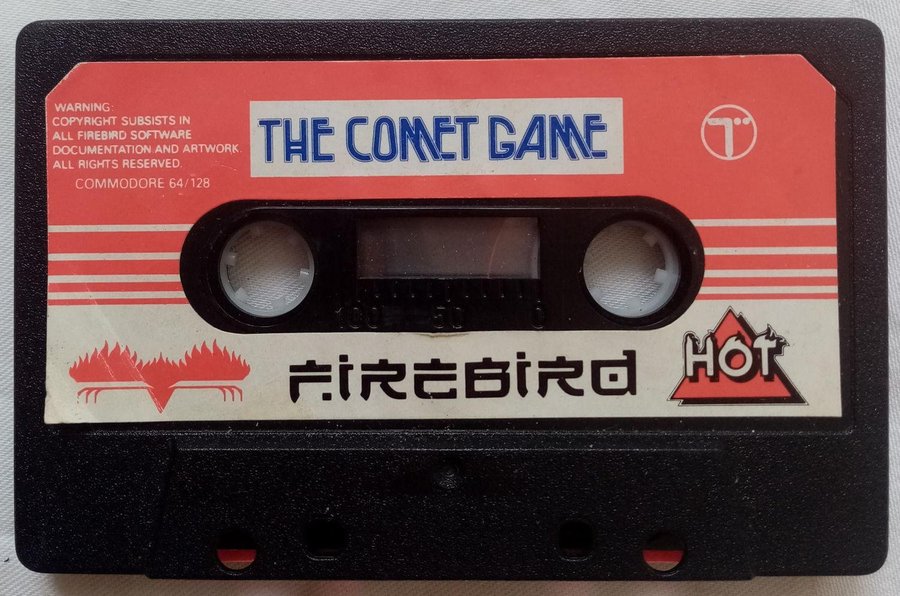 WARNING:
COPYRIGHT SUBSISTS IN
ALL FIREBIRD SOFTWARE
DOCUMENTATION AND ARTWORK.
ALL RIGHTS RESERVED.
COMMODORE 64/128
THE COMET GAME
T
100 50 0
FIREBIRD
HOT